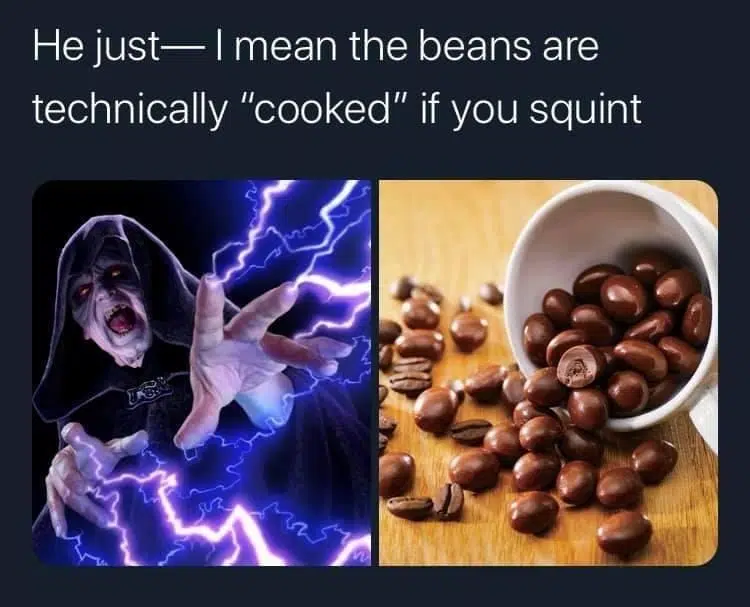 He just— I mean the beans are
technically “cooked” if you squint